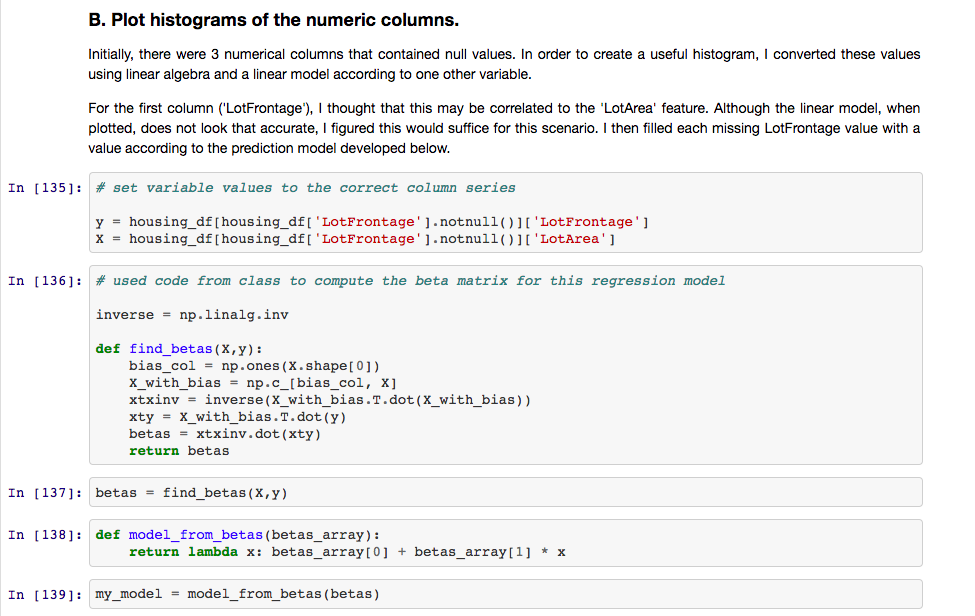 B. Plot histograms of the numeric columns.
Initially, there were 3 numerical columns that contained null values. In order to create a useful histogram, I converted these values
using linear algebra and a linear model according to one other variable.
For the first column ('LotFrontage'), I thought that this may be correlated to the 'LotArea' feature. Although the linear model, when
plotted, does not look that accurate, I figured this would suffice for this scenario. I then filled each missing LotFrontage value with a
value according to the prediction model developed below.
In [135]: # set variable values to the correct column series
y = housing_df[housing_df['LotFrontage'].notnull()]['LotFrontage']
X = housing_df[housing_df['LotFrontage'].notnull()]['LotArea']
In [136]: # used code from class to compute the beta matrix for this regression model
inverse = np.linalg.inv
def find_betas(X,y):
    bias_col = np.ones(X.shape[0])
    X_with_bias = np.c_[bias_col, X]
    xtxinv = inverse(X_with_bias.T.dot(X_with_bias))
    xty = X_with_bias.T.dot(y)
    betas = xtxinv.dot(xty)
    return betas
In [137]: betas = find_betas(X,y)
In [138]: def model_from_betas(betas_array):
    return lambda x: betas_array[0] + betas_array[1] * x
In [139]: my_model = model_from_betas(betas)